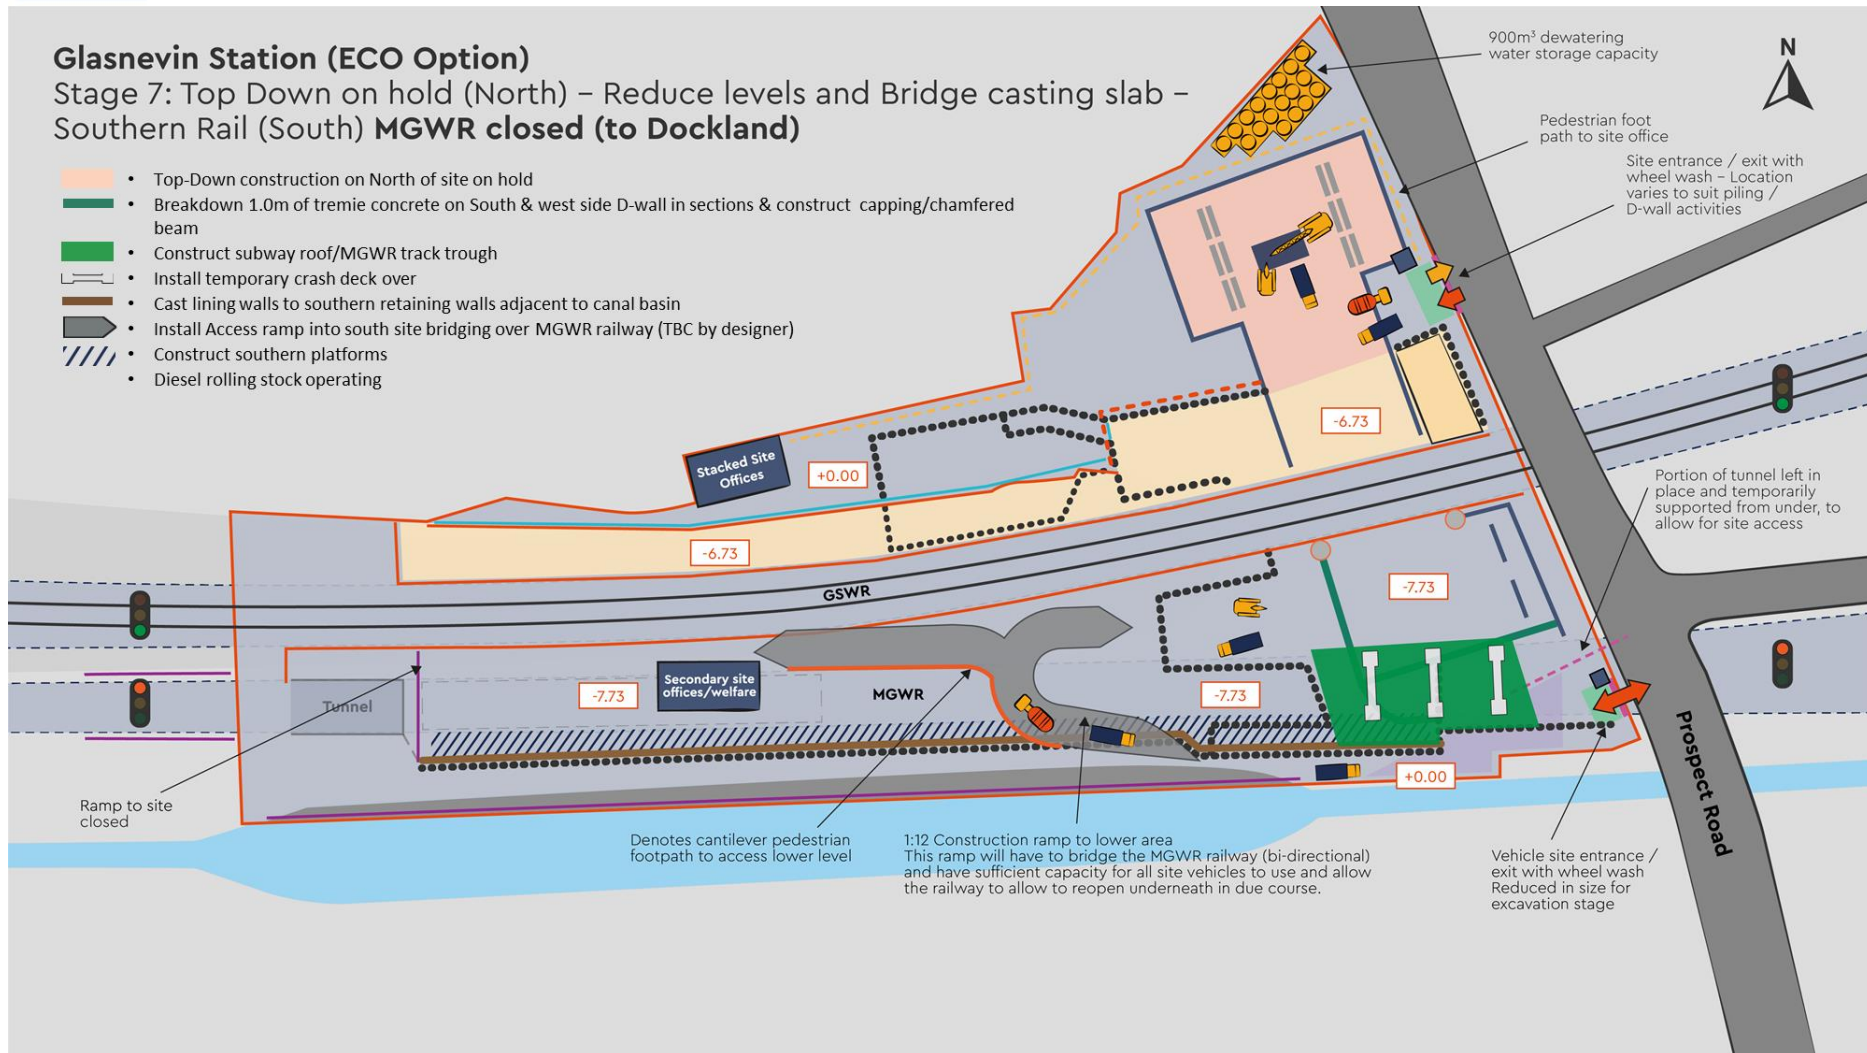 Glasnevin Station (ECO Option)
Stage 7: Top Down on hold (North) – Reduce levels and Bridge casting slab –
Southern Rail (South) MGWR closed (to Dockland)
• Top-Down construction on North of site on hold
• Breakdown 1.0m of tremie concrete on South & west side D-wall in sections & construct capping/chamfered
beam
• Construct subway roof/MGWR track trough
• Install temporary crash deck over
• Cast lining walls to southern retaining walls adjacent to canal basin
• Install Access ramp into south site bridging over MGWR railway (TBC by designer)
• Construct southern platforms
• Diesel rolling stock operating
900m³ dewatering
water storage capacity
N
Pedestrian foot
path to site office
Site entrance / exit with
wheel wash – Location
varies to suit piling /
D-wall activities
Stacked Site
Offices
+0.00
-6.73
-6.73
Portion of tunnel left in
place and temporarily
supported from under, to
allow for site access
GSWR
-7.73
Secondary site
offices/welfare
-7.73
MGWR
-7.73
Tunnel
+0.00
Prospect Road
Ramp to site
closed
Denotes cantilever pedestrian
footpath to access lower level
1:12 Construction ramp to lower area
This ramp will have to bridge the MGWR railway (bi-directional)
and have sufficient capacity for all site vehicles to use and allow
the railway to allow to reopen underneath in due course.
Vehicle site entrance /
exit with wheel wash
Reduced in size for
excavation stage